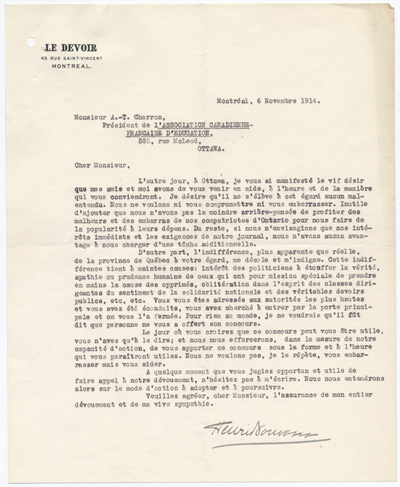 LE DEVOIR
43 RUE SAINT-VINCENT
MONTREAL.
Montréal, 6 Novembre 1914.
Monsieur A.-T. Charron,
Président de l'ASSOCIATION CANADIENNE-
FRANÇAISE D'EDUCATION.
585, rue McLeod,
OTTAWA.
Cher Monsieur,
L'autre jour, à Ottawa, je vous ai manifesté le vif désir
que mes amis et moi avons de vous venir en aide, à l'heure et de la manière
qui vous conviendront. Je désire qu'il ne s'élève à cet égard aucun mal-
entendu. Nous ne voulons ni vous compromettre ni vous embarrasser. Inutile
d'ajouter que nous n'avons pas la moindre arrière-pensée de profiter des
malheurs et des embarras de nos compatriotes d'Ontario pour nous faire de
la popularité à leurs dépens. Du reste, si nous n'envisagions que nos inté-
rêts immédiats et les exigences de notre journal, nous n'avons aucun avan-
tage à nous charger d'une tâche additionnelle.
D'autre part, l'indifférence, plus apparente que réelle,
de la province de Québec à votre égard, me désole et m'indigne. Cette indif-
férence tient à maintes causes: intérêt des politiciens à étouffer la vérité,
apathie ou prudence humaine de ceux qui ont pour mission spéciale de prendre
en mains la cause des opprimés, oblitération dans l'esprit des classes diri-
geantes du sentiment de la solidarité nationale et des véritables devoirs
publics, etc, etc. Vous vous êtes adressés aux autorités les plus hautes
et vous avez été éconduits, vous avez cherché à entrer par la porte princi-
pale et on vous l'a fermée. Pour rien au monde, je ne voudrais qu'il fût
dit que personne ne vous a offert son concours.
Le jour où vous croirez que ce concours peut vous être utile,
vous n'avez qu'à le dire; et nous nous efforcerons, dans la mesure de notre
capacité d'action, de vous apporter ce concours sous la forme et à l'heure
qui vous paraîtront utiles. Nous ne voulons pas, je le répète, vous embar-
rasser mais vous aider.
A quelque moment que vous jugiez opportun et utile de
faire appel à notre dévouement, n'hésitez pas à m'écrire. Nous nous entendrons
alors sur le mode d'action à adopter et à poursuivre.
Veuillez agréer, cher Monsieur, l'assurance de mon entier
dévouement et de ma vive sympathie.
Henri Bourassa